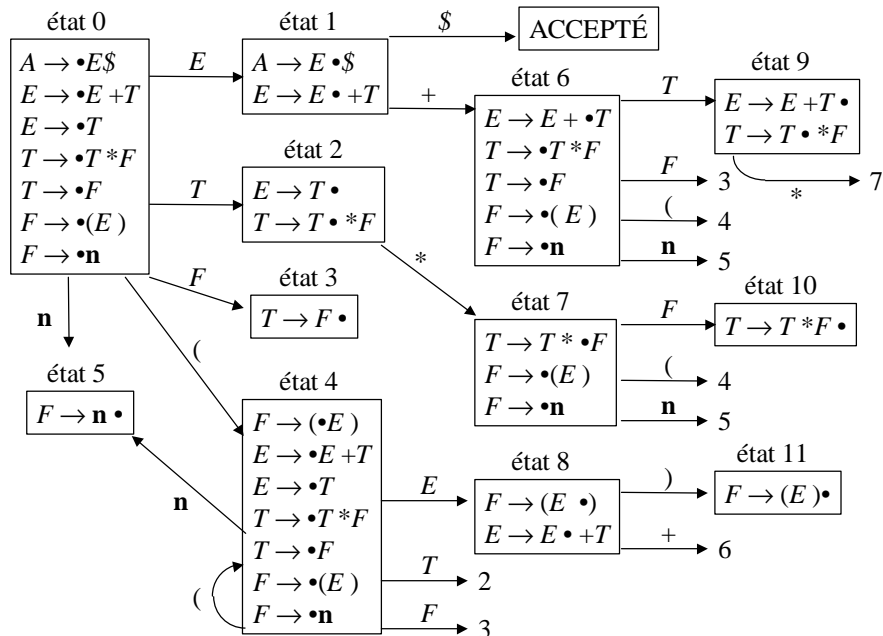 état 0
A → •E$
E → •E +T
E → •T
T → •T *F
T → •F
F → •(E)
F → •n
E
T
F
(
n
état 1
A → E •$
E → E • +T
$
+
ACCEPTÉ
état 2
E → T •
T → T • *F
*
état 3
T → F •
état 4
F → (•E )
E → •E +T
E → •T
T → •T *F
T → •F
F → •(E)
F → •n
n
(
E
T
2
F
3
état 5
F → n •
état 6
E → E + •T
T → •T *F
T → •F
F → •( E )
F → •n
T
F
3
(
4
n
5
état 7
T → T * •F
F → •(E )
F → •n
F
(
4
n
5
état 8
F → (E •)
E → E • +T
)
+
6
état 9
E → E +T •
T → T • *F
*
7
état 10
T → T *F •
état 11
F → (E )•